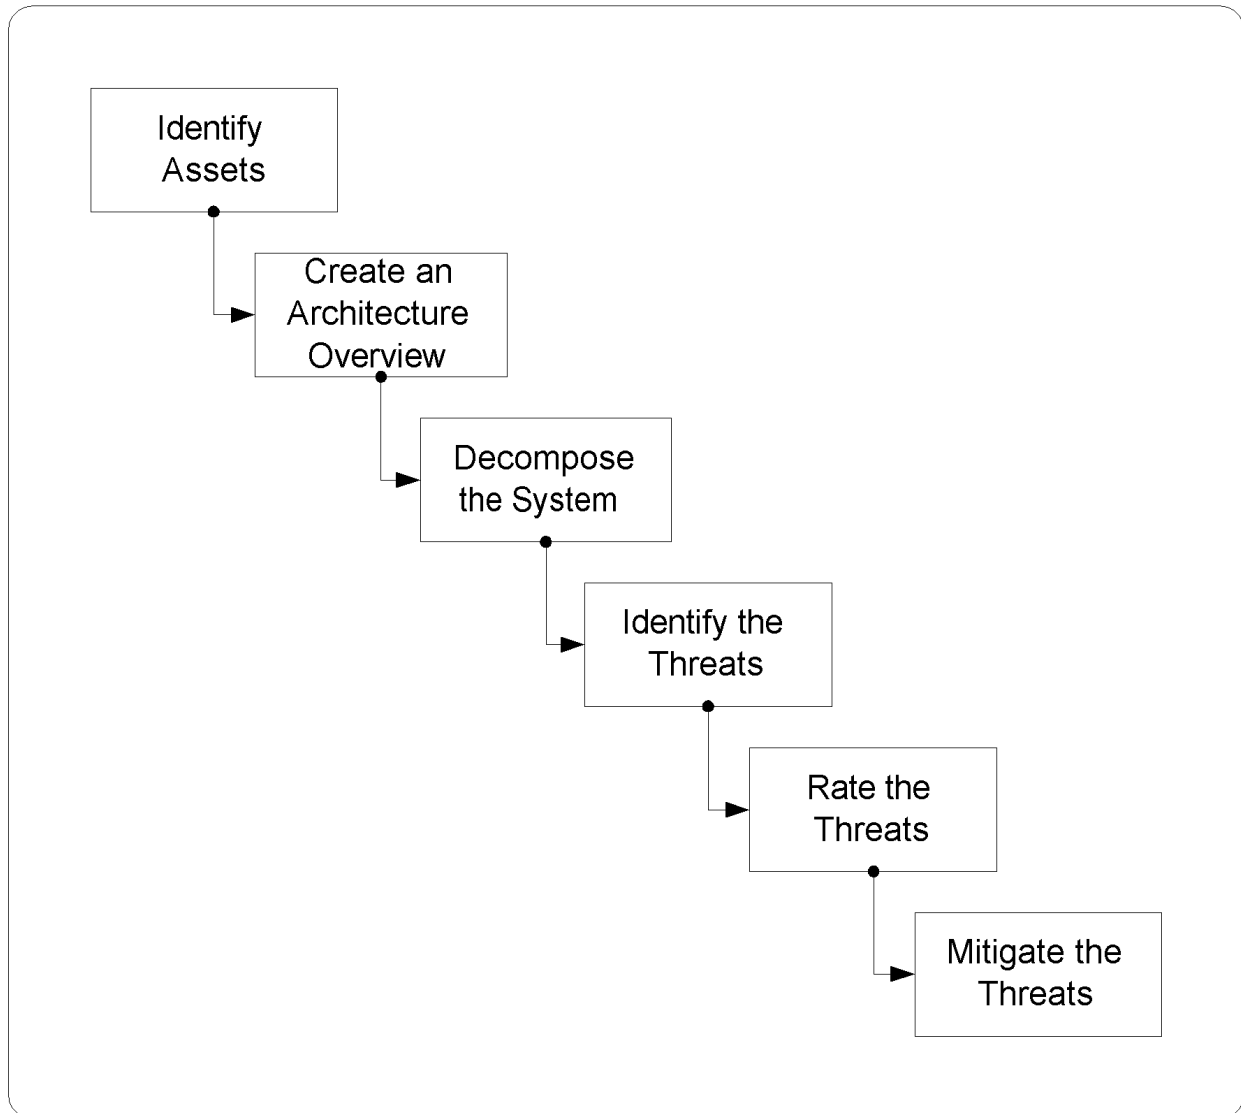 Identify
Assets
Create an
Architecture
Overview
Decompose
the System
Identify the
Threats
Rate the
Threats
Mitigate the
Threats